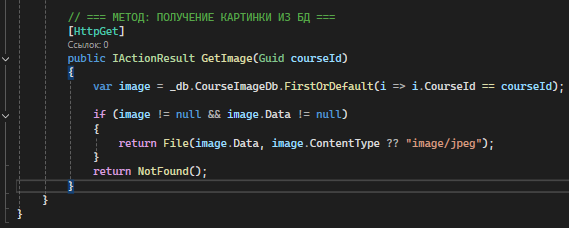 // === МЕТОД: ПОЛУЧЕНИЕ КАРТИНКИ ИЗ БД ===
[HttpGet]
Ссылок: 0
public IActionResult GetImage(Guid courseId)
{
var image = _db.CourseImageDb.FirstOrDefault(i => i.CourseId == courseId);
if (image != null && image.Data != null)
{
return File(image.Data, image.ContentType ?? "image/jpeg");
}
return NotFound();
}
}
}